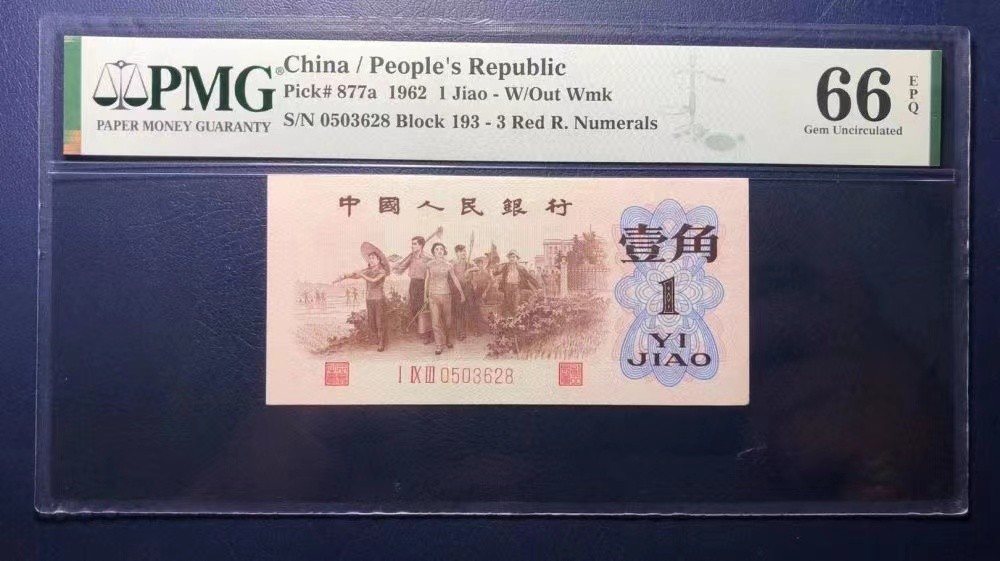 PMG®
PAPER MONEY GUARANTY
China / People's Republic
Pick# 877a 1962 1 Jiao - W/Out Wmk
S/N 0503628 Block 193 - 3 Red R. Numerals
66 EPQ
Gem Uncirculated
中國人民銀行
壹角
1
YI
JIAO
I IX III 0503628